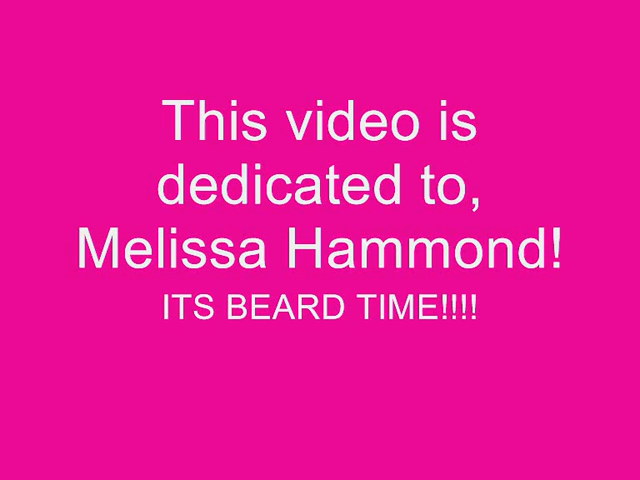 This video is
dedicated to,
Melissa Hammond!
ITS BEARD TIME!!!!